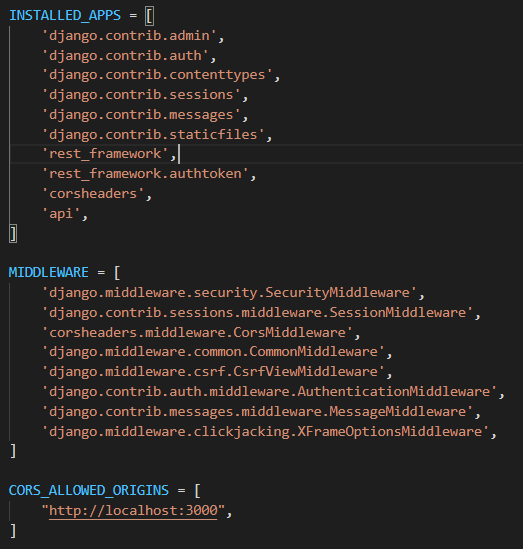 INSTALLED_APPS = [
    'django.contrib.admin',
    'django.contrib.auth',
    'django.contrib.contenttypes',
    'django.contrib.sessions',
    'django.contrib.messages',
    'django.contrib.staticfiles',
    'rest_framework',
    'rest_framework.authtoken',
    'corsheaders',
    'api',
]
MIDDLEWARE = [
    'django.middleware.security.SecurityMiddleware',
    'django.contrib.sessions.middleware.SessionMiddleware',
    'corsheaders.middleware.CorsMiddleware',
    'django.middleware.common.CommonMiddleware',
    'django.middleware.csrf.CsrfViewMiddleware',
    'django.contrib.auth.middleware.AuthenticationMiddleware',
    'django.contrib.messages.middleware.MessageMiddleware',
    'django.middleware.clickjacking.XFrameOptionsMiddleware',
]
CORS_ALLOWED_ORIGINS = [
    "http://localhost:3000",
]